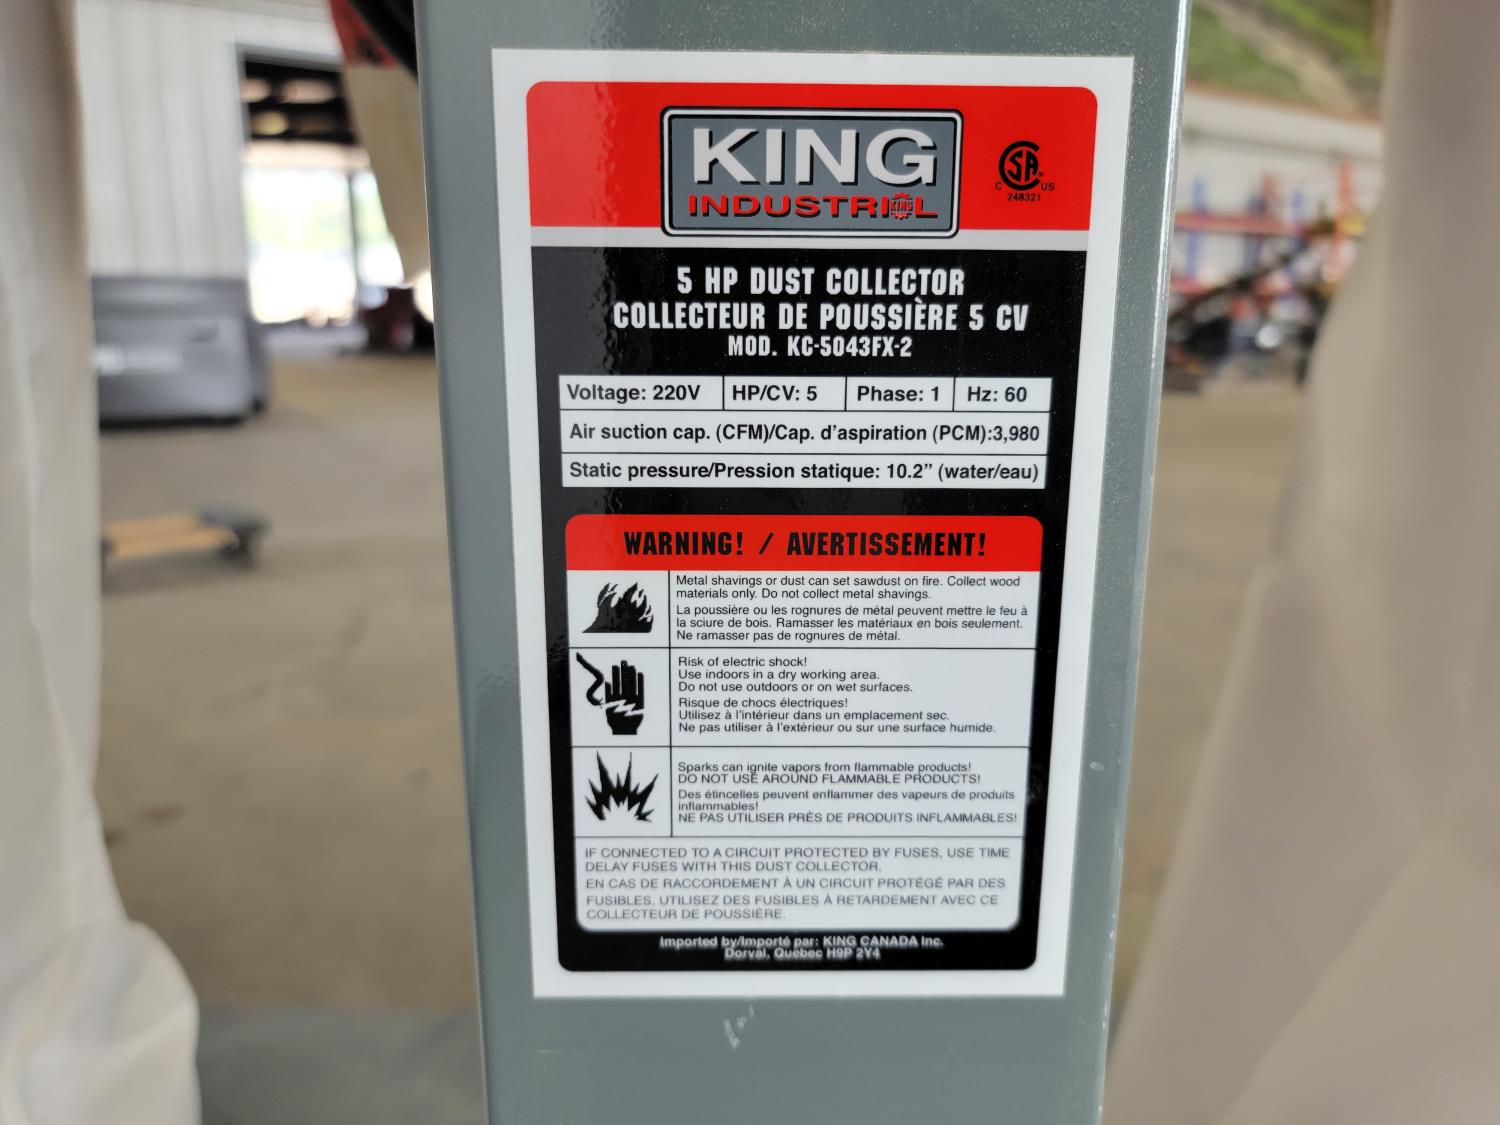 KING
INDUSTRIAL
KING
SA
C US
248321
5 HP DUST COLLECTOR
COLLECTEUR DE POUSSIÈRE 5 CV
MOD. KC-5043FX-2
Voltage: 220V HP/CV: 5 Phase: 1 Hz: 60
Air suction cap. (CFM)/Cap. d'aspiration (PCM):3,980
Static pressure/Pression statique: 10.2" (water/eau)
WARNING! / AVERTISSEMENT!
Metal shavings or dust can set sawdust on fire. Collect wood
materials only. Do not collect metal shavings.
La poussière ou les rognures de métal peuvent mettre le feu à
la sciure de bois. Ramasser les matériaux en bois seulement.
Ne ramasser pas de rognures de métal.
Risk of electric shock!
Use indoors in a dry working area.
Do not use outdoors or on wet surfaces.
Risque de chocs électriques!
Utilisez à l'intérieur dans un emplacement sec.
Ne pas utiliser à l'extérieur ou sur une surface humide.
Sparks can ignite vapors from flammable products!
DO NOT USE AROUND FLAMMABLE PRODUCTS!
Des étincelles peuvent enflammer des vapeurs de produits
inflammables!
NE PAS UTILISER PRÈS DE PRODUITS INFLAMMABLES!
IF CONNECTED TO A CIRCUIT PROTECTED BY FUSES, USE TIME
DELAY FUSES WITH THIS DUST COLLECTOR.
EN CAS DE RACCORDEMENT À UN CIRCUIT PROTÉGÉ PAR DES
FUSIBLES, UTILISEZ DES FUSIBLES À RETARDEMENT AVEC CE
COLLECTEUR DE POUSSIÈRE.
Imported by/Importé par: KING CANADA Inc.
Dorval, Québec H9P 2Y4